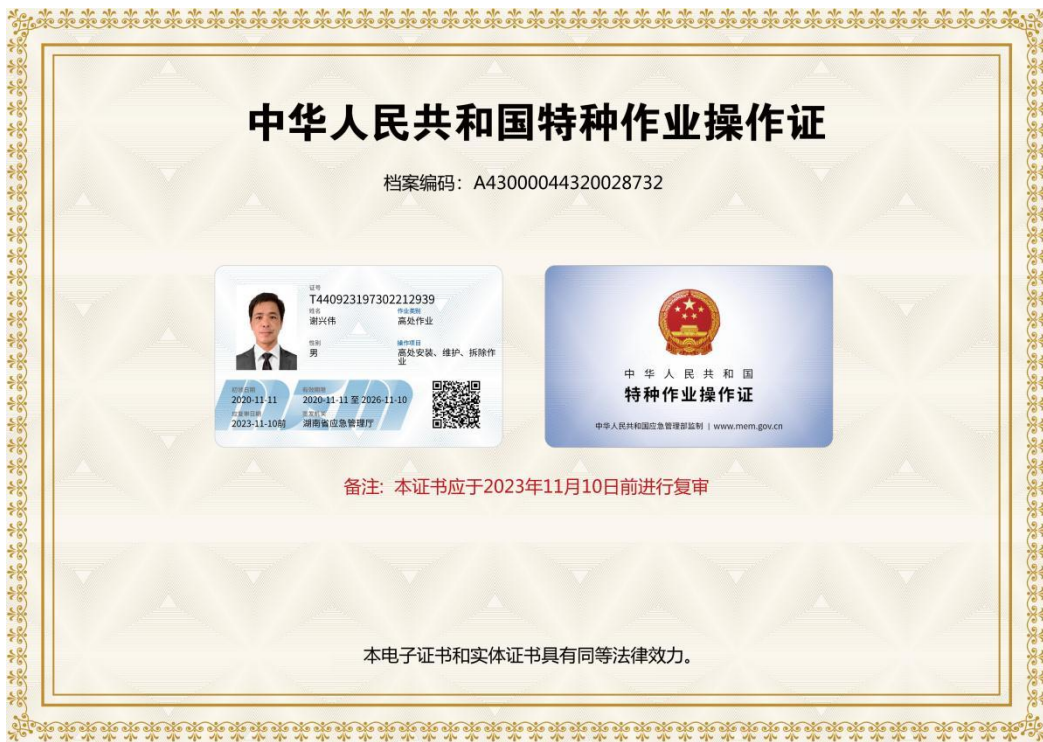 中华人民共和国特种作业操作证
档案编码：A43000044320028732
证号
T440923197302212939
姓名
谢兴伟
作业类别
高处作业
性别
男
操作项目
高处安装、维护、拆除作
业
初领日期
2020-11-11
有效期限
2020-11-11 至 2026-11-10
应复审日期
2023-11-10前
签发机关
湖南省应急管理厅
中华人民共和国
特种作业操作证
中华人民共和国应急管理部监制 | www.mem.gov.cn
备注: 本证书应于2023年11月10日前进行复审
本电子证书和实体证书具有同等法律效力。